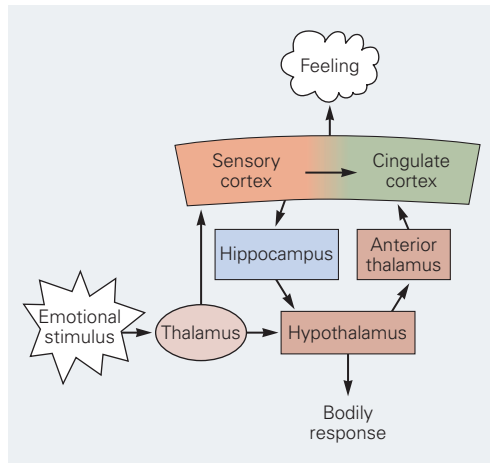 Feeling
Sensory
cortex
Cingulate
cortex
Hippocampus
Anterior
thalamus
Emotional
stimulus
Thalamus
Hypothalamus
Bodily
response